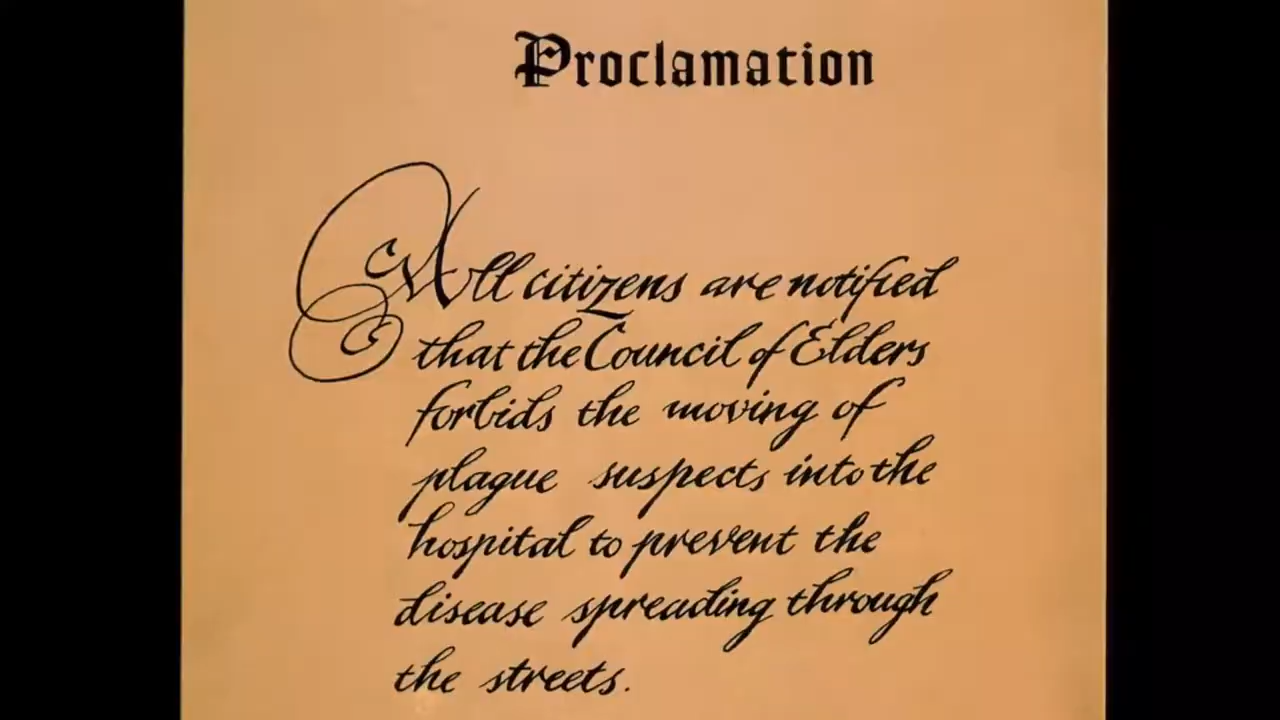 Proclamation
All citizens are notified
that the Council of Elders
forbids the moving of
plague suspects into the
hospital to prevent the
disease spreading through
the streets.